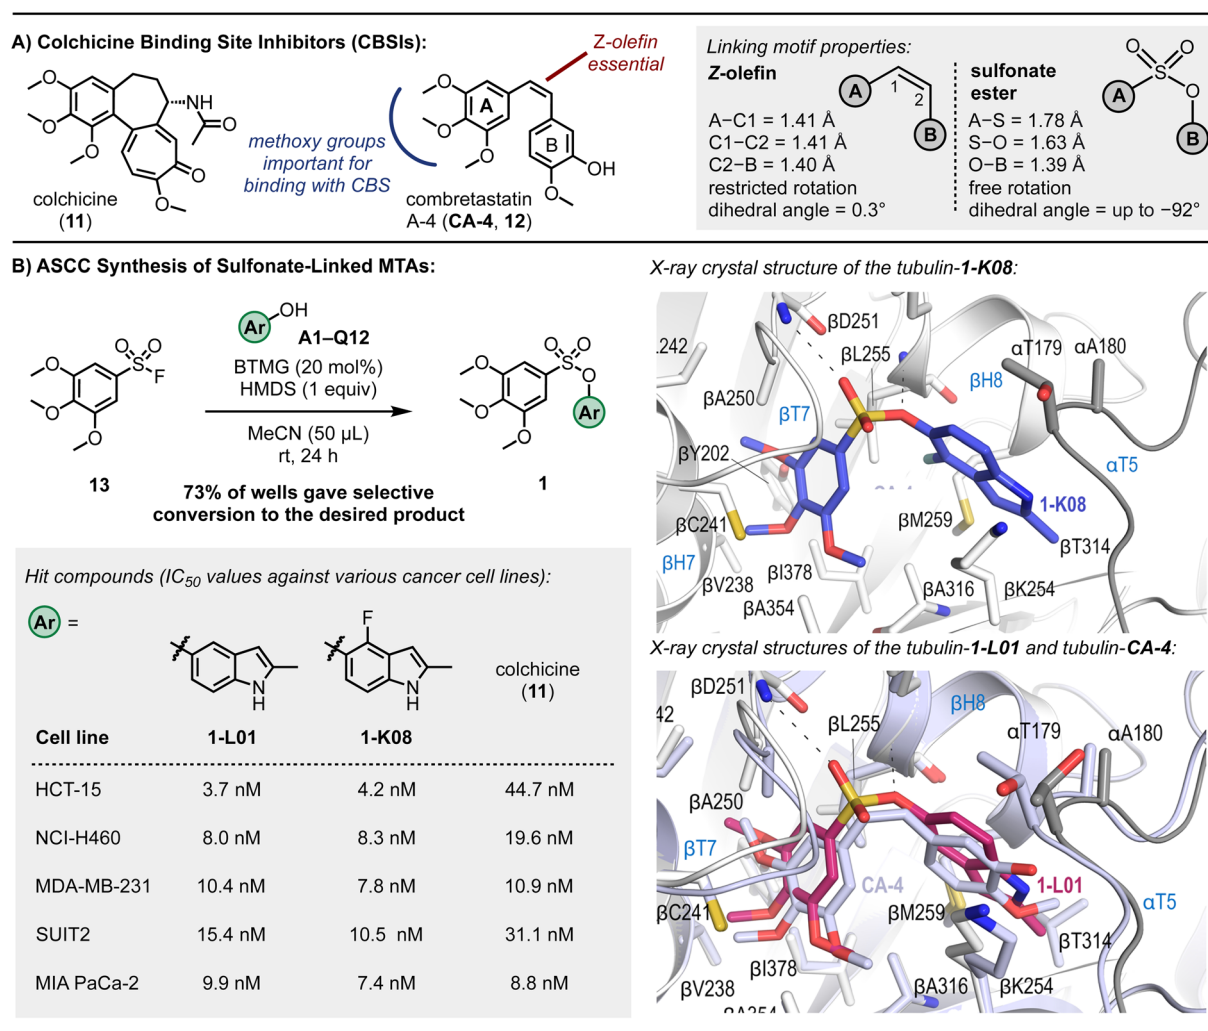 A) Colchicine Binding Site Inhibitors (CBSIs):
O
O
O
NH
O
O
O
colchicine
(11)
methoxy groups
important for
binding with CBS
O
O
O
A
B
OH
O
combretastatin
A-4 (CA-4, 12)
Z-olefin
essential
Linking motif properties:
Z-olefin
A
1
2
B
A−C1 = 1.41 Å
C1−C2 = 1.41 Å
C2−B = 1.40 Å
restricted rotation
dihedral angle = 0.3°
sulfonate
ester
O
O
S
O
A
B
A−S = 1.78 Å
S−O = 1.63 Å
O−B = 1.39 Å
free rotation
dihedral angle = up to −92°
B) ASCC Synthesis of Sulfonate-Linked MTAs:
O
O
O
O
O
S
F
13
Ar
OH
A1–Q12
BTMG (20 mol%)
HMDS (1 equiv)
MeCN (50 µL)
rt, 24 h
O
O
O
O
O
S
O
Ar
1
73% of wells gave selective
conversion to the desired product
Hit compounds (IC50 values against various cancer cell lines):
Ar =
N
H
F
N
H
colchicine
(11)
Cell line 1-L01 1-K08
HCT-15 3.7 nM 4.2 nM 44.7 nM
NCI-H460 8.0 nM 8.3 nM 19.6 nM
MDA-MB-231 10.4 nM 7.8 nM 10.9 nM
SUIT2 15.4 nM 10.5 nM 31.1 nM
MIA PaCa-2 9.9 nM 7.4 nM 8.8 nM
X-ray crystal structure of the tubulin-1-K08:
βD251
.242
βL255
αT179
αA180
βH8
βA250
βT7
βY202
αT5
1-K08
βC241
βM259
βT314
βH7
βV238
βI378
βA316
βK254
βA354
X-ray crystal structures of the tubulin-1-L01 and tubulin-CA-4:
βD251
42
βL255
βH8
αT179
αA180
βA250
βT7
CA-4
1-L01
βC241
βM259
αT5
βT314
βI378
βV238
βA316
βK254